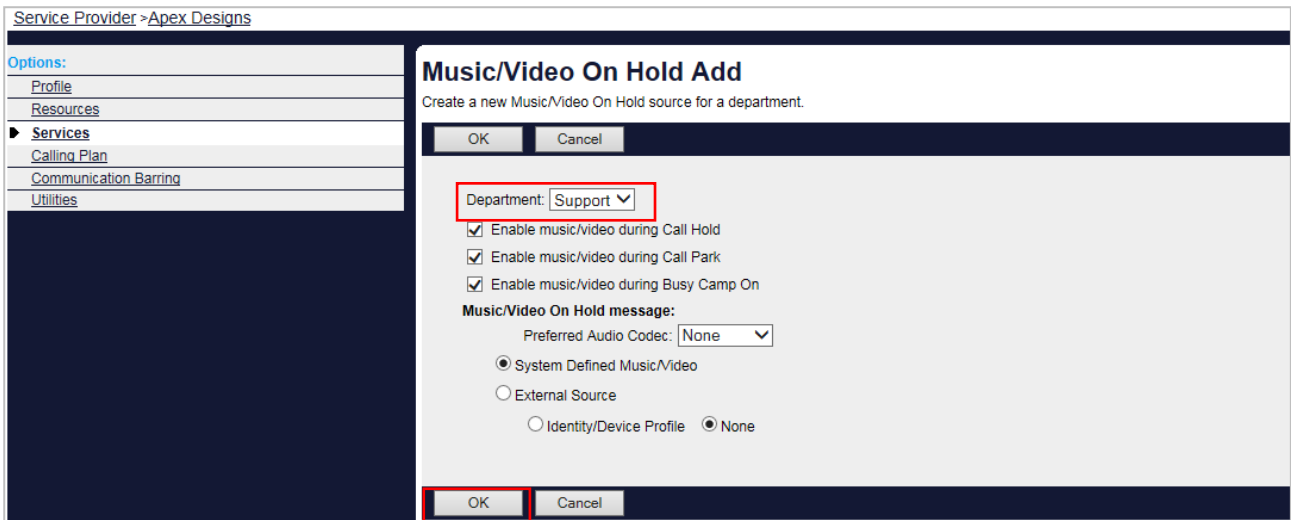 Service Provider >Apex Designs
Options:
Profile
Resources
Services
Calling Plan
Communication Barring
Utilities
Music/Video On Hold Add
Create a new Music/Video On Hold source for a department.
OK Cancel
Department: Support
Enable music/video during Call Hold
Enable music/video during Call Park
Enable music/video during Busy Camp On
Music/Video On Hold message:
Preferred Audio Codec: None
System Defined Music/Video
External Source
Identity/Device Profile None
OK Cancel